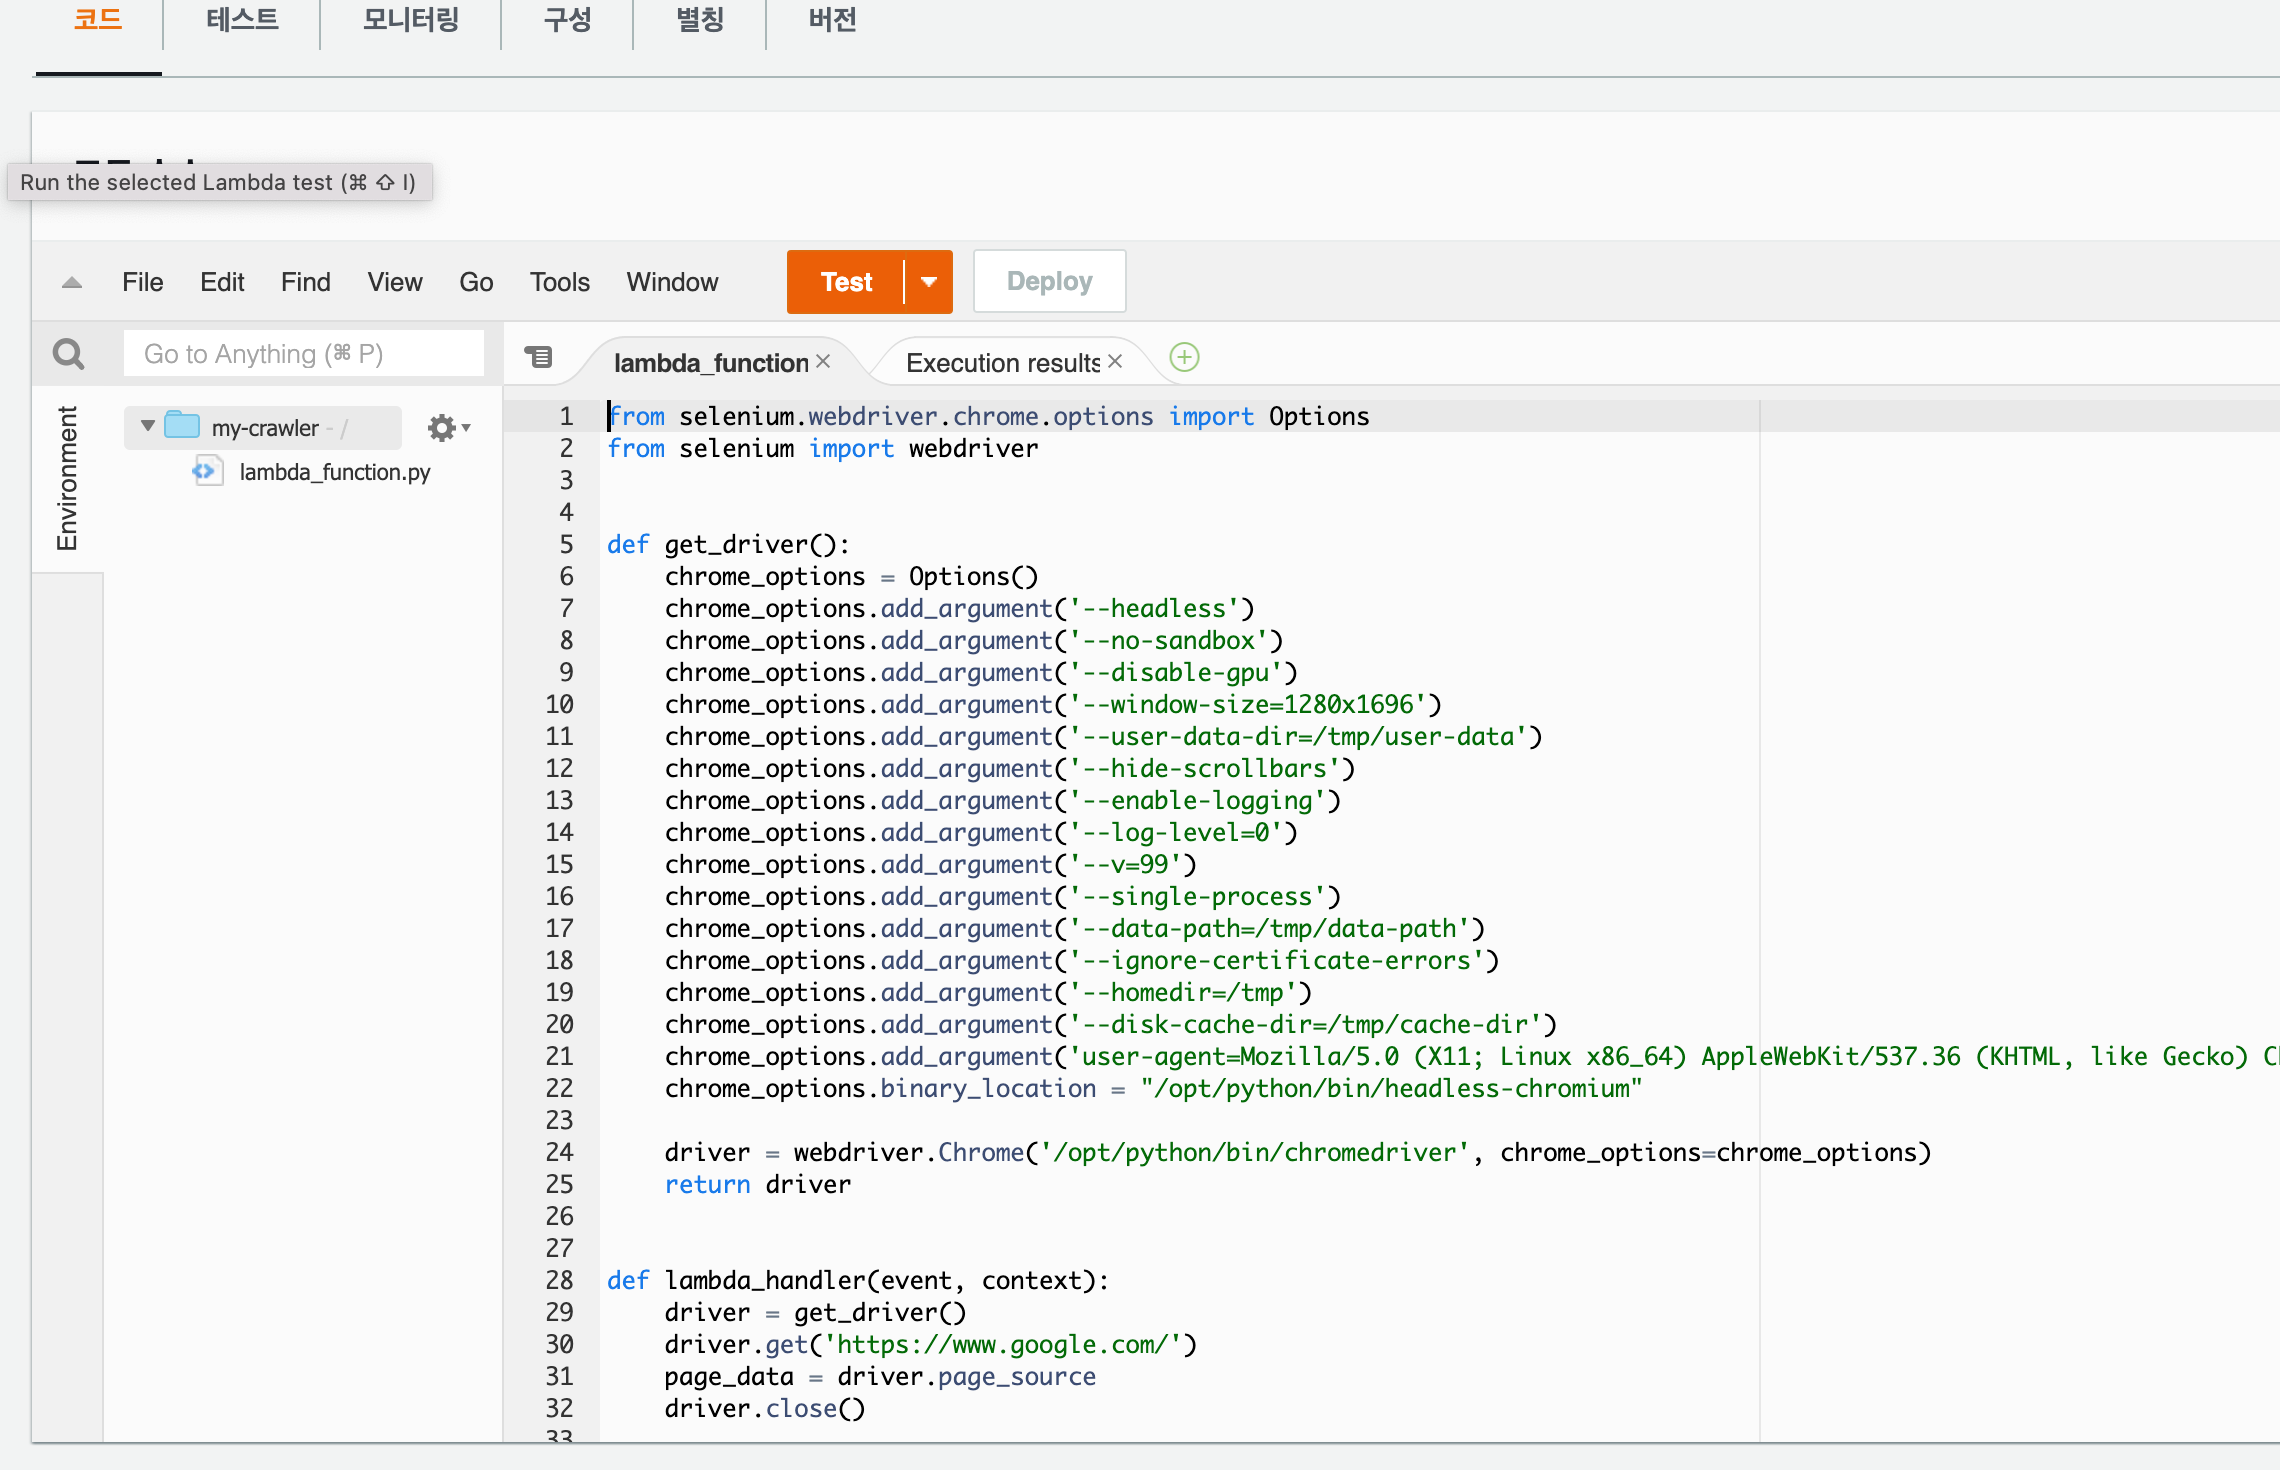 코드 테스트 모니터링 구성 별칭 버전
Run the selected Lambda test (⌘ ⇧ I)
File Edit Find View Go Tools Window Test Deploy
Go to Anything (⌘ P) lambda_function × Execution results ×
Environment
my-crawler - /
lambda_function.py
1 from selenium.webdriver.chrome.options import Options
2 from selenium import webdriver
3
4
5 def get_driver():
6     chrome_options = Options()
7     chrome_options.add_argument('--headless')
8     chrome_options.add_argument('--no-sandbox')
9     chrome_options.add_argument('--disable-gpu')
10     chrome_options.add_argument('--window-size=1280x1696')
11     chrome_options.add_argument('--user-data-dir=/tmp/user-data')
12     chrome_options.add_argument('--hide-scrollbars')
13     chrome_options.add_argument('--enable-logging')
14     chrome_options.add_argument('--log-level=0')
15     chrome_options.add_argument('--v=99')
16     chrome_options.add_argument('--single-process')
17     chrome_options.add_argument('--data-path=/tmp/data-path')
18     chrome_options.add_argument('--ignore-certificate-errors')
19     chrome_options.add_argument('--homedir=/tmp')
20     chrome_options.add_argument('--disk-cache-dir=/tmp/cache-dir')
21     chrome_options.add_argument('user-agent=Mozilla/5.0 (X11; Linux x86_64) AppleWebKit/537.36 (KHTML, like Gecko)
22     chrome_options.binary_location = "/opt/python/bin/headless-chromium"
23
24     driver = webdriver.Chrome('/opt/python/bin/chromedriver', chrome_options=chrome_options)
25     return driver
26
27
28 def lambda_handler(event, context):
29     driver = get_driver()
30     driver.get('https://www.google.com/')
31     page_data = driver.page_source
32     driver.close()
33